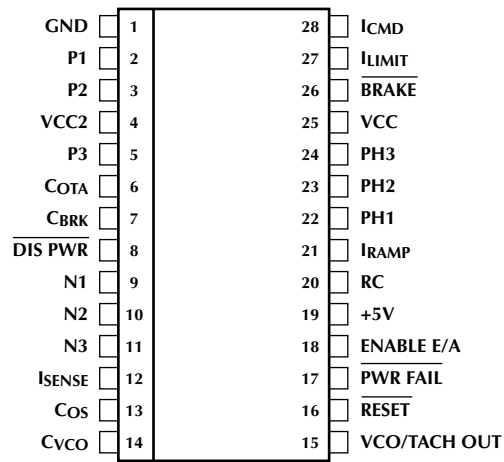 GND 1 28 ICMD
P1 2 27 ILIMIT
P2 3 26 BRAKE
VCC2 4 25 VCC
P3 5 24 PH3
COTA 6 23 PH2
CBRK 7 22 PH1
DIS PWR 8 21 IRAMP
N1 9 20 RC
N2 10 19 +5V
N3 11 18 ENABLE E/A
ISENSE 12 17 PWR FAIL
COS 13 16 RESET
CVCO 14 15 VCO/TACH OUT